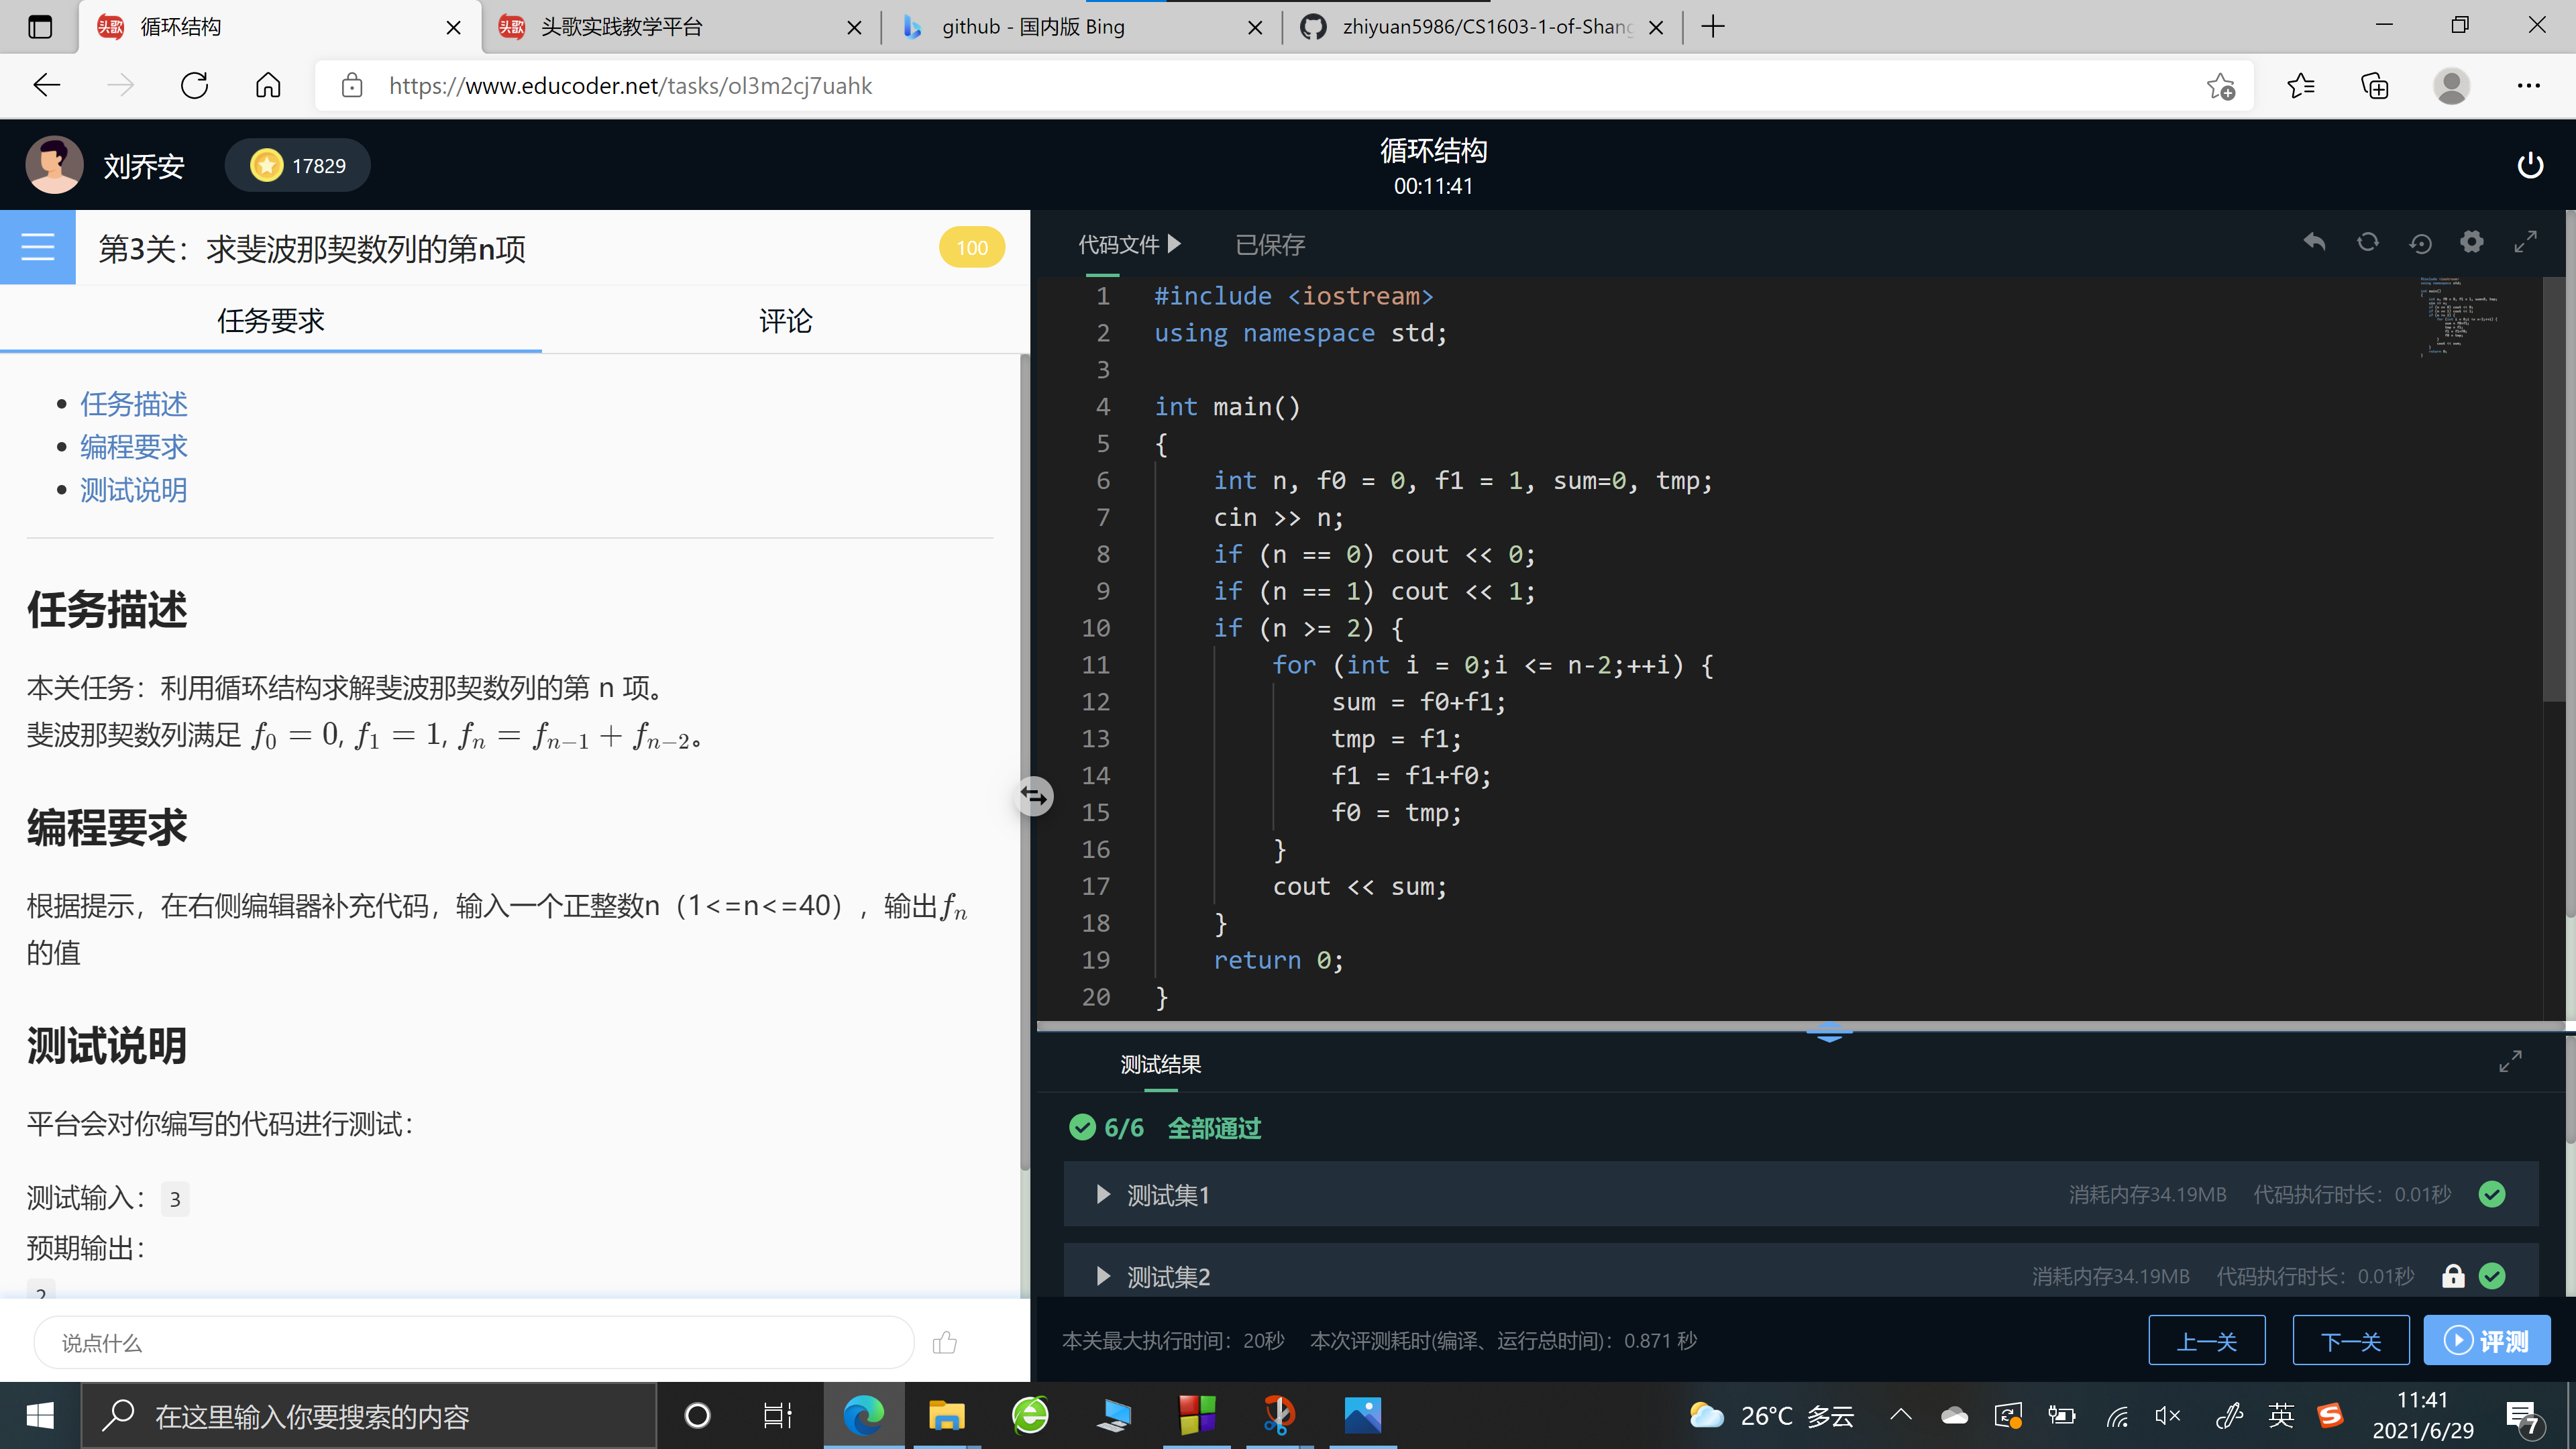 循环结构
头歌实践教学平台
github - 国内版 Bing
zhiyuan5986/CS1603-1-of-Shang
https://www.educoder.net/tasks/ol3m2cj7uahk
刘乔安
17829
循环结构
00:11:41
第3关：求斐波那契数列的第n项
100
任务要求
评论
任务描述
编程要求
测试说明
任务描述
本关任务：利用循环结构求解斐波那契数列的第 n 项。
斐波那契数列满足 f₀ = 0, f₁ = 1, fₙ = fₙ₋₁ + fₙ₋₂。
编程要求
根据提示，在右侧编辑器补充代码，输入一个正整数n（1<=n<=40），输出fₙ
的值
测试说明
平台会对你编写的代码进行测试：
测试输入：3
预期输出：
2
说点什么
代码文件
已保存
1 #include <iostream>
2 using namespace std;
3
4 int main()
5 {
6     int n, f0 = 0, f1 = 1, sum=0, tmp;
7     cin >> n;
8     if (n == 0) cout << 0;
9     if (n == 1) cout << 1;
10     if (n >= 2) {
11         for (int i = 0;i <= n-2;++i) {
12             sum = f0+f1;
13             tmp = f1;
14             f1 = f1+f0;
15             f0 = tmp;
16         }
17         cout << sum;
18     }
19     return 0;
20 }
测试结果
6/6 全部通过
测试集1 消耗内存34.19MB 代码执行时长：0.01秒
测试集2 消耗内存34.19MB 代码执行时长：0.01秒
本关最大执行时间：20秒 本次评测耗时(编译、运行总时间)：0.871 秒
上一关
下一关
评测
在这里输入你要搜索的内容
26°C 多云
英
11:41
2021/6/29
7